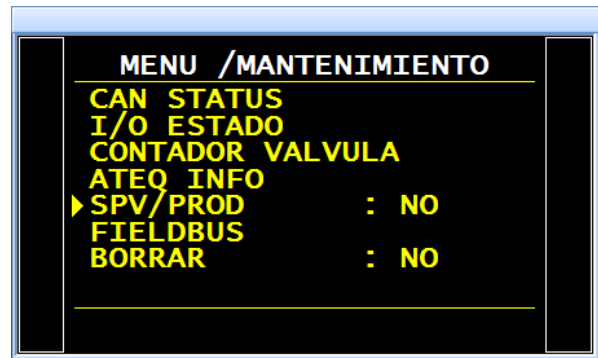 MENU /MANTENIMIENTO
CAN STATUS
I/O ESTADO
CONTADOR VALVULA
ATEQ INFO
SPV/PROD : NO
FIELDBUS
BORRAR : NO